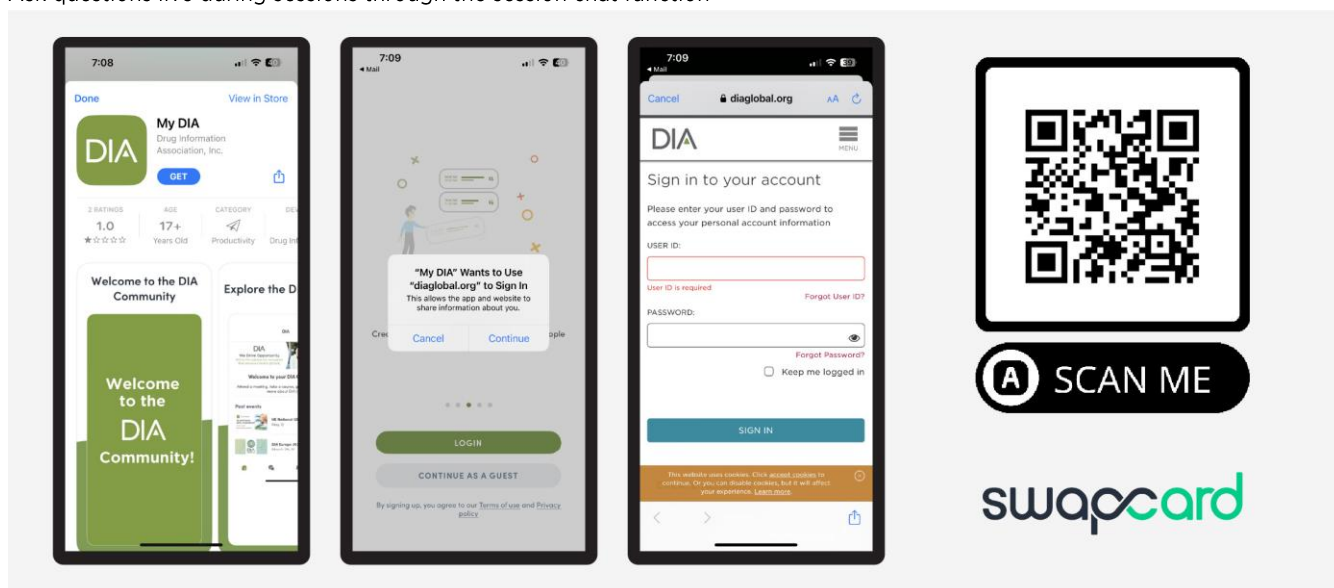 Ask questions live during sessions through the session chat function
7:08
Done
View in Store
DIA
My DIA
Drug Information
Association, Inc.
GET
2 RATINGS
AGE
CATEGORY
1.0
17+
★☆☆☆☆
Years Old
Productivity
Drug Int
Welcome to the DIA
Community
Explore the D
Welcome
to the
DIA
Community!
DIA
Past events
7:09
Mail
"My DIA" Wants to Use
"diaglobal.org" to Sign In
This allows the app and website to
share information about you.
Cancel
Continue
LOGIN
CONTINUE AS A GUEST
By signing up, you agree to our Terms of use and Privacy
policy
7:09
Mail
Cancel
diaglobal.org
AA
DIA
MENU
Sign in to your account
Please enter your user ID and password to
access your personal account information
USER ID:
User ID is required
Forgot User ID?
PASSWORD:
Forgot Password?
Keep me logged in
SIGN IN
This website uses cookies. Click accept cookies to
continue. Or you can disable cookies, but it will affect
your experience. Learn more.
A
SCAN ME
swapcard